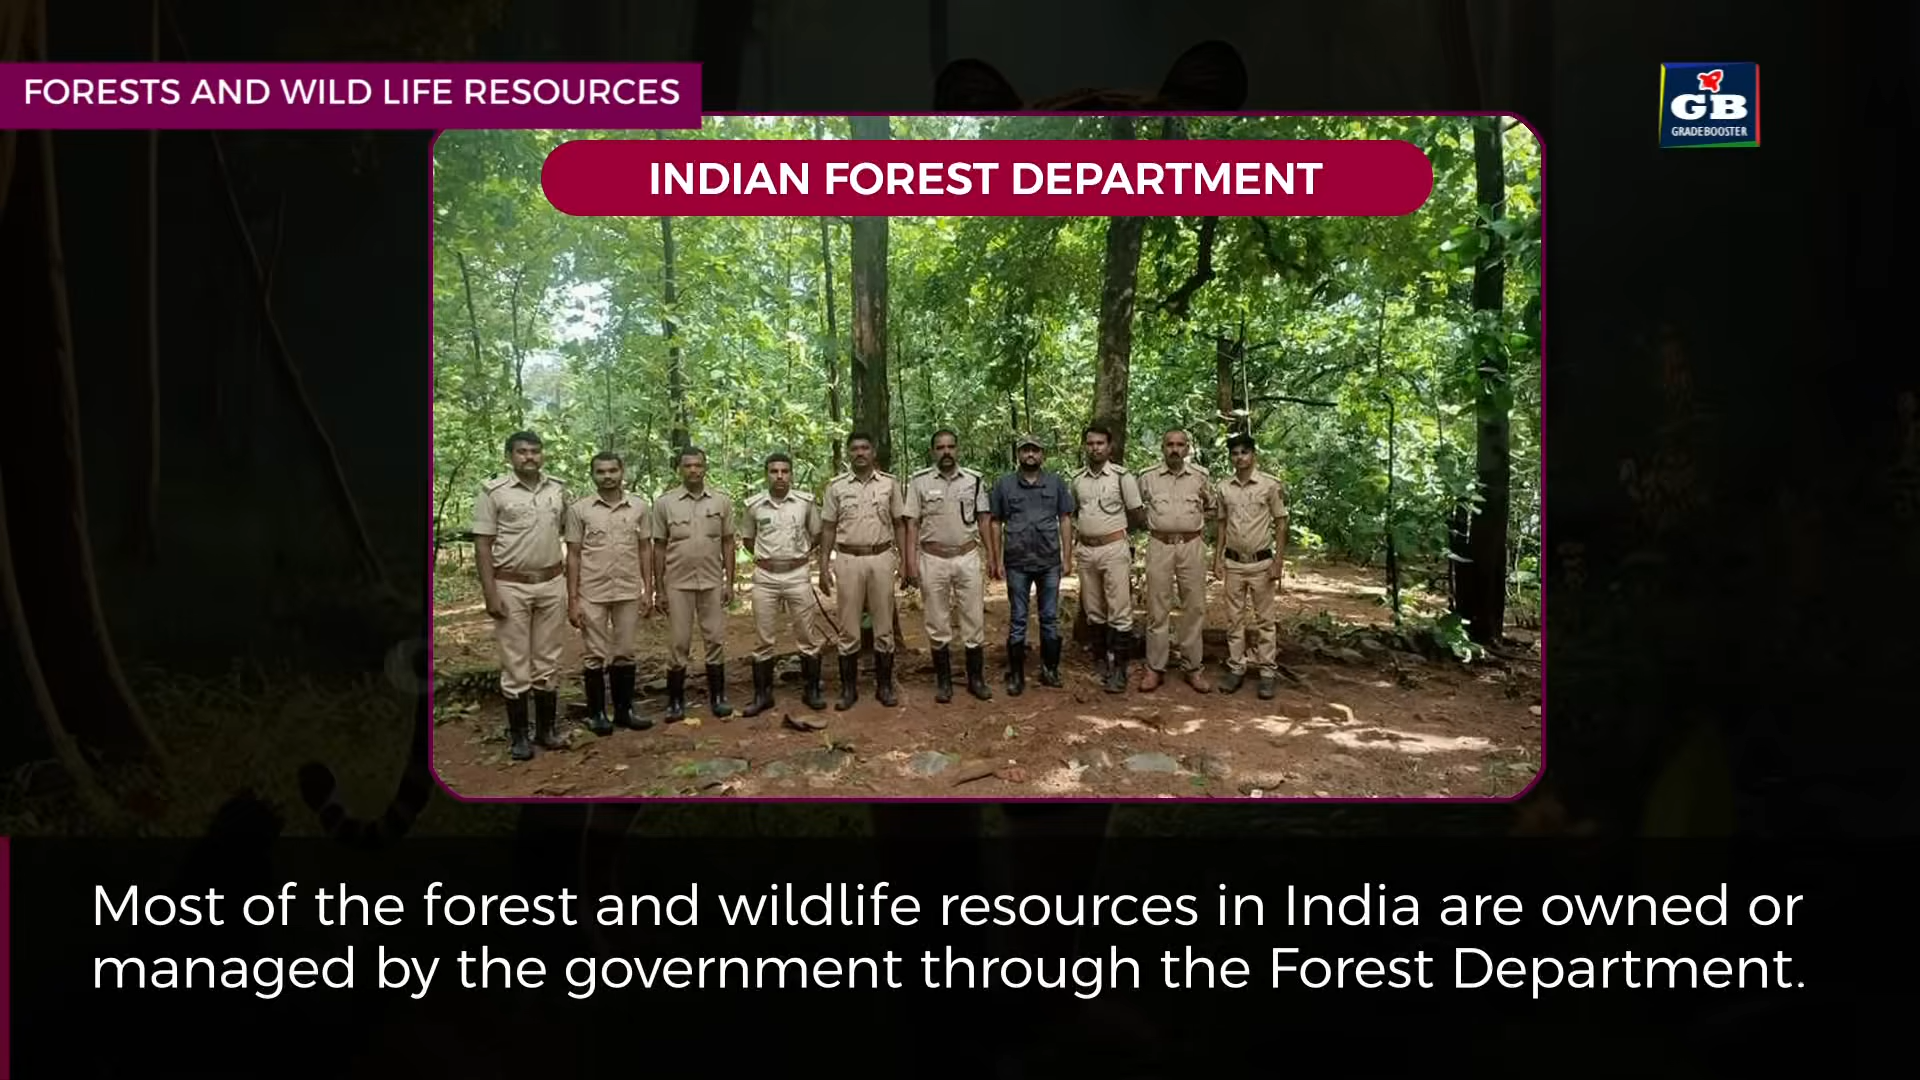 FORESTS AND WILD LIFE RESOURCES
GB
GRADEBOOSTER
INDIAN FOREST DEPARTMENT
Most of the forest and wildlife resources in India are owned or
managed by the government through the Forest Department.